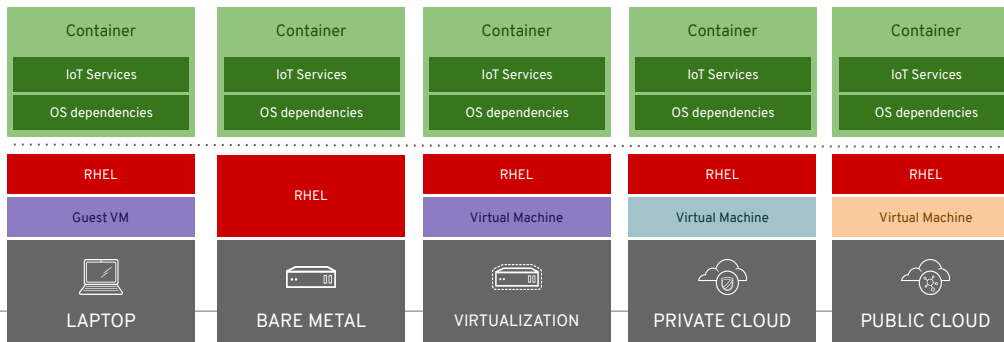 Container
Container
Container
Container
Container
IoT Services
IoT Services
IoT Services
IoT Services
IoT Services
OS dependencies
OS dependencies
OS dependencies
OS dependencies
OS dependencies
RHEL
RHEL
RHEL
RHEL
RHEL
Guest VM
Virtual Machine
Virtual Machine
Virtual Machine
LAPTOP
BARE METAL
VIRTUALIZATION
PRIVATE CLOUD
PUBLIC CLOUD